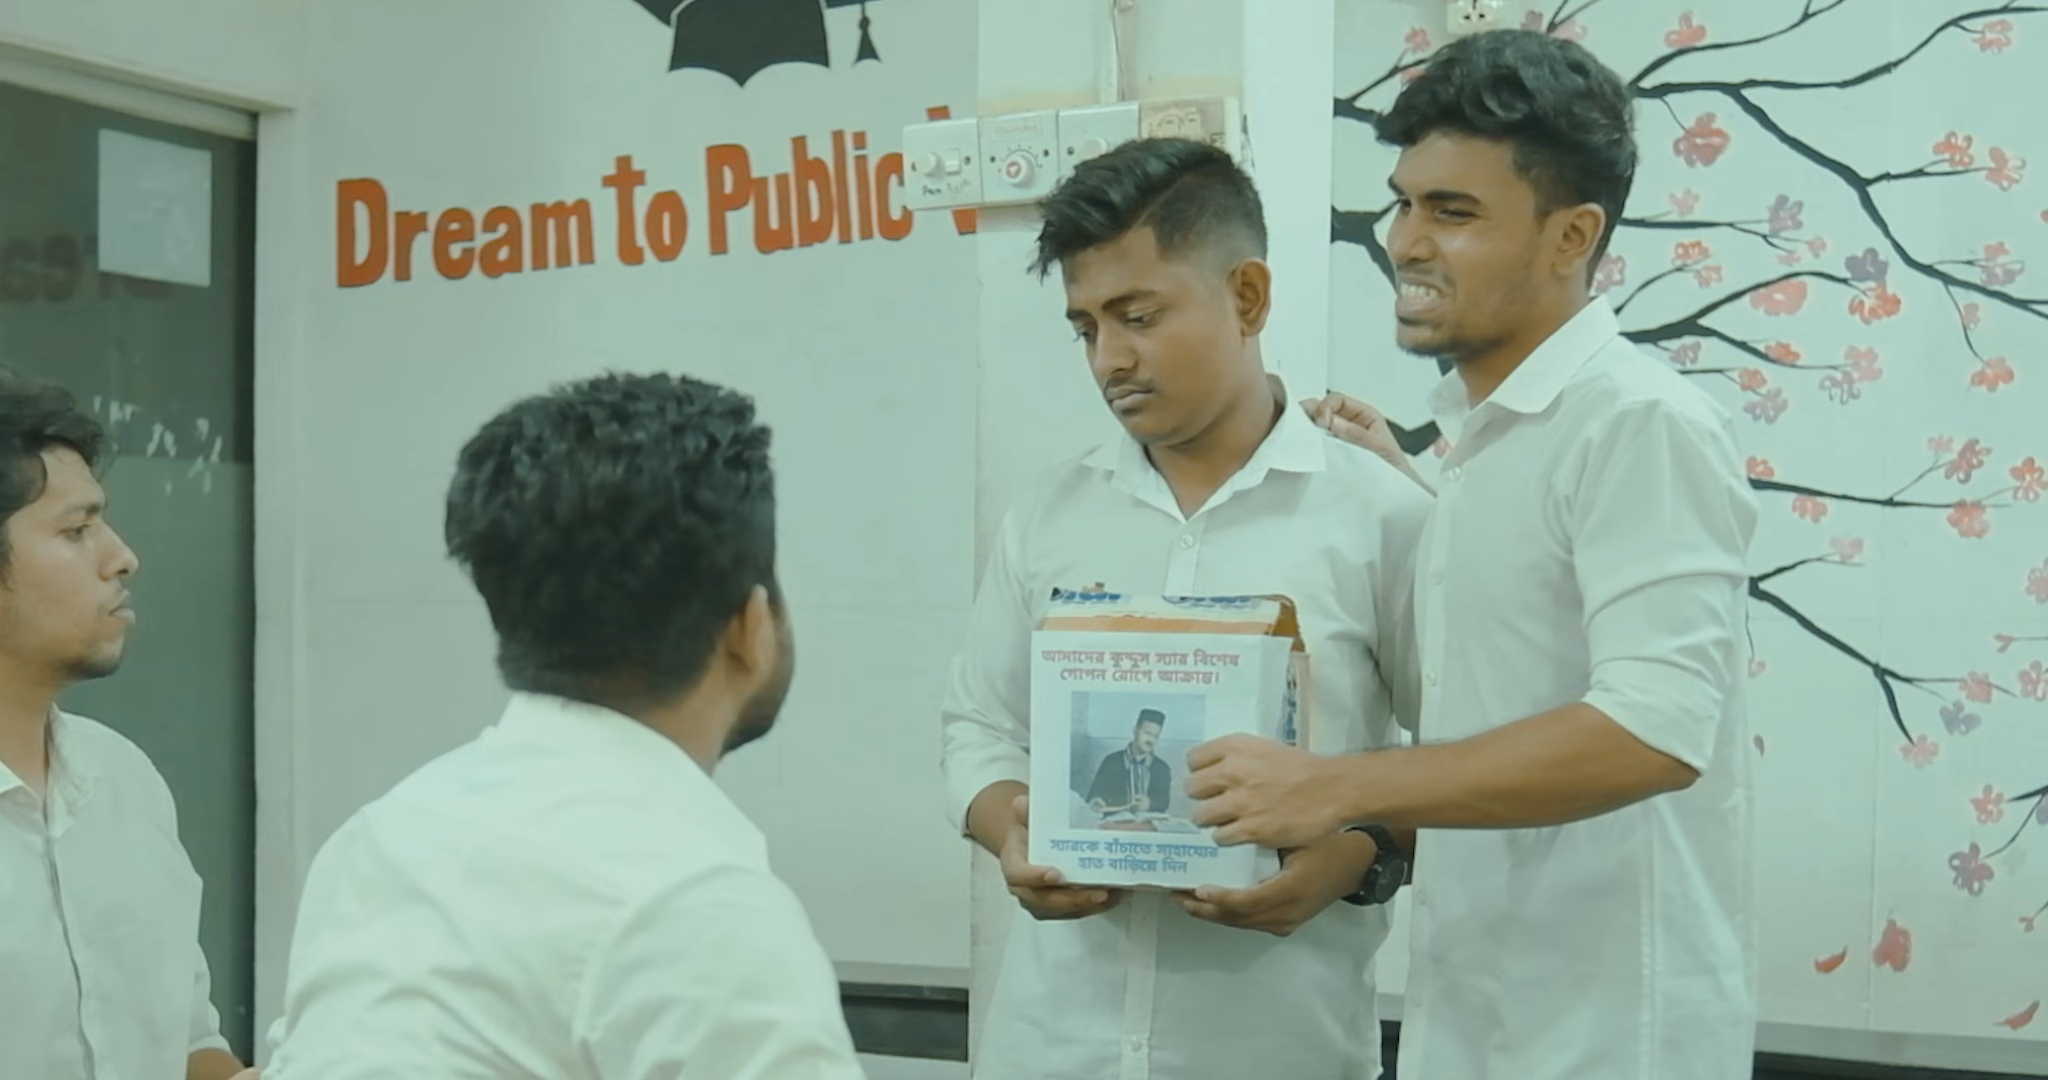 Dream to Public
আমাদের কুদ্দুস স্যার বিশেষ
গোপন রোগে আক্রান্ত।
স্যারকে বাঁচাতে সাহায্যের
হাত বাড়িয়ে দিন